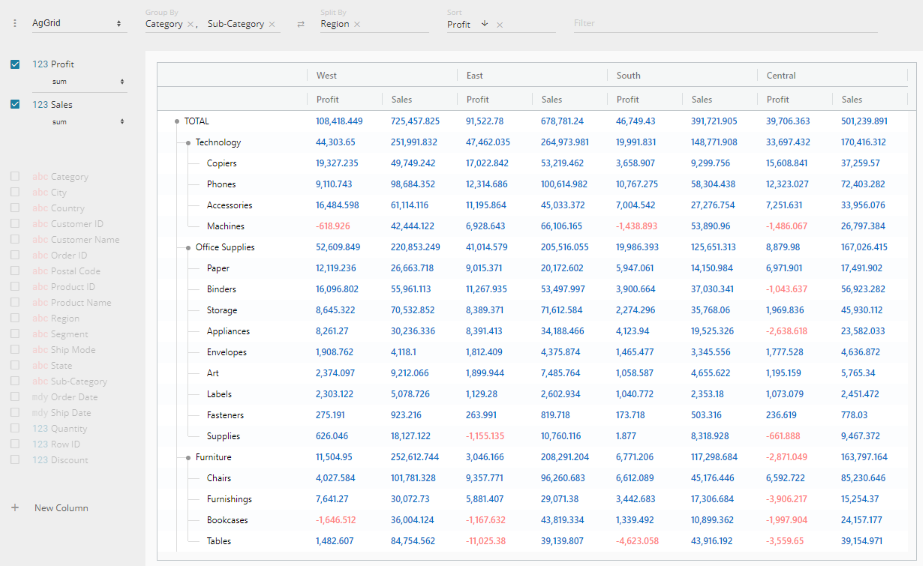 Group By Split By Sort
AgGrid Category ×, Sub-Category × Region × Profit × Filter
123 Profit
sum
123 Sales
sum
abc Category
abc City
abc Country
abc Customer ID
abc Customer Name
abc Order ID
abc Postal Code
abc Product ID
abc Product Name
abc Region
abc Segment
abc Ship Mode
abc State
abc Sub-Category
mdy Order Date
mdy Ship Date
123 Quantity
123 Row ID
123 Discount
+ New Column
West East South Central
Profit Sales Profit Sales Profit Sales Profit Sales
TOTAL 108,418.449 725,457.825 91,522.78 678,781.24 46,749.43 391,721.905 39,706.363 501,239.891
Technology 44,303.65 251,991.832 47,462.035 264,973.981 19,991.831 148,771.908 33,697.432 170,416.312
Copiers 19,327.235 49,749.242 17,022.842 53,219.462 3,658.907 9,299.756 15,608.841 37,259.57
Phones 9,110.743 98,684.352 12,314.686 100,614.982 10,767.275 58,304.438 12,323.027 72,403.282
Accessories 16,484.598 61,114.116 11,195.864 45,033.372 7,004.542 27,276.754 7,251.631 33,956.076
Machines -618.926 42,444.122 6,928.643 66,106.165 -1,438.893 53,890.96 -1,486.067 26,797.384
Office Supplies 52,609.849 220,853.249 41,014.579 205,516.055 19,986.393 125,651.313 8,879.98 167,026.415
Paper 12,119.236 26,663.718 9,015.371 20,172.602 5,947.061 14,150.984 6,971.901 17,491.902
Binders 16,096.802 55,961.113 11,267.935 53,497.997 3,900.664 37,030.341 -1,043.637 56,923.282
Storage 8,645.322 70,532.852 8,389.371 71,612.584 2,274.296 35,768.06 1,969.836 45,930.112
Appliances 8,261.27 30,236.336 8,391.413 34,188.466 4,123.94 19,525.326 -2,638.618 23,582.033
Envelopes 1,908.762 4,118.1 1,812.409 4,375.874 1,465.477 3,345.556 1,777.528 4,636.872
Art 2,374.097 9,212.066 1,899.944 7,485.764 1,058.587 4,655.622 1,195.159 5,765.34
Labels 2,303.122 5,078.726 1,129.28 2,602.934 1,040.772 2,353.18 1,073.079 2,451.472
Fasteners 275.191 923.216 263.991 819.718 173.718 503.316 236.619 778.03
Supplies 626.046 18,127.122 -1,155.135 10,760.116 1.877 8,318.928 -661.888 9,467.372
Furniture 11,504.95 252,612.744 3,046.166 208,291.204 6,771.206 117,298.684 -2,871.049 163,797.164
Chairs 4,027.584 101,781.328 9,357.771 96,260.683 6,612.089 45,176.446 6,592.722 85,230.646
Furnishings 7,641.27 30,072.73 5,881.407 29,071.38 3,442.683 17,306.684 -3,906.217 15,254.37
Bookcases -1,646.512 36,004.124 -1,167.632 43,819.334 1,339.492 10,899.362 -1,997.904 24,157.177
Tables 1,482.607 84,754.562 -11,025.38 39,139.807 -4,623.058 43,916.192 -3,559.65 39,154.971